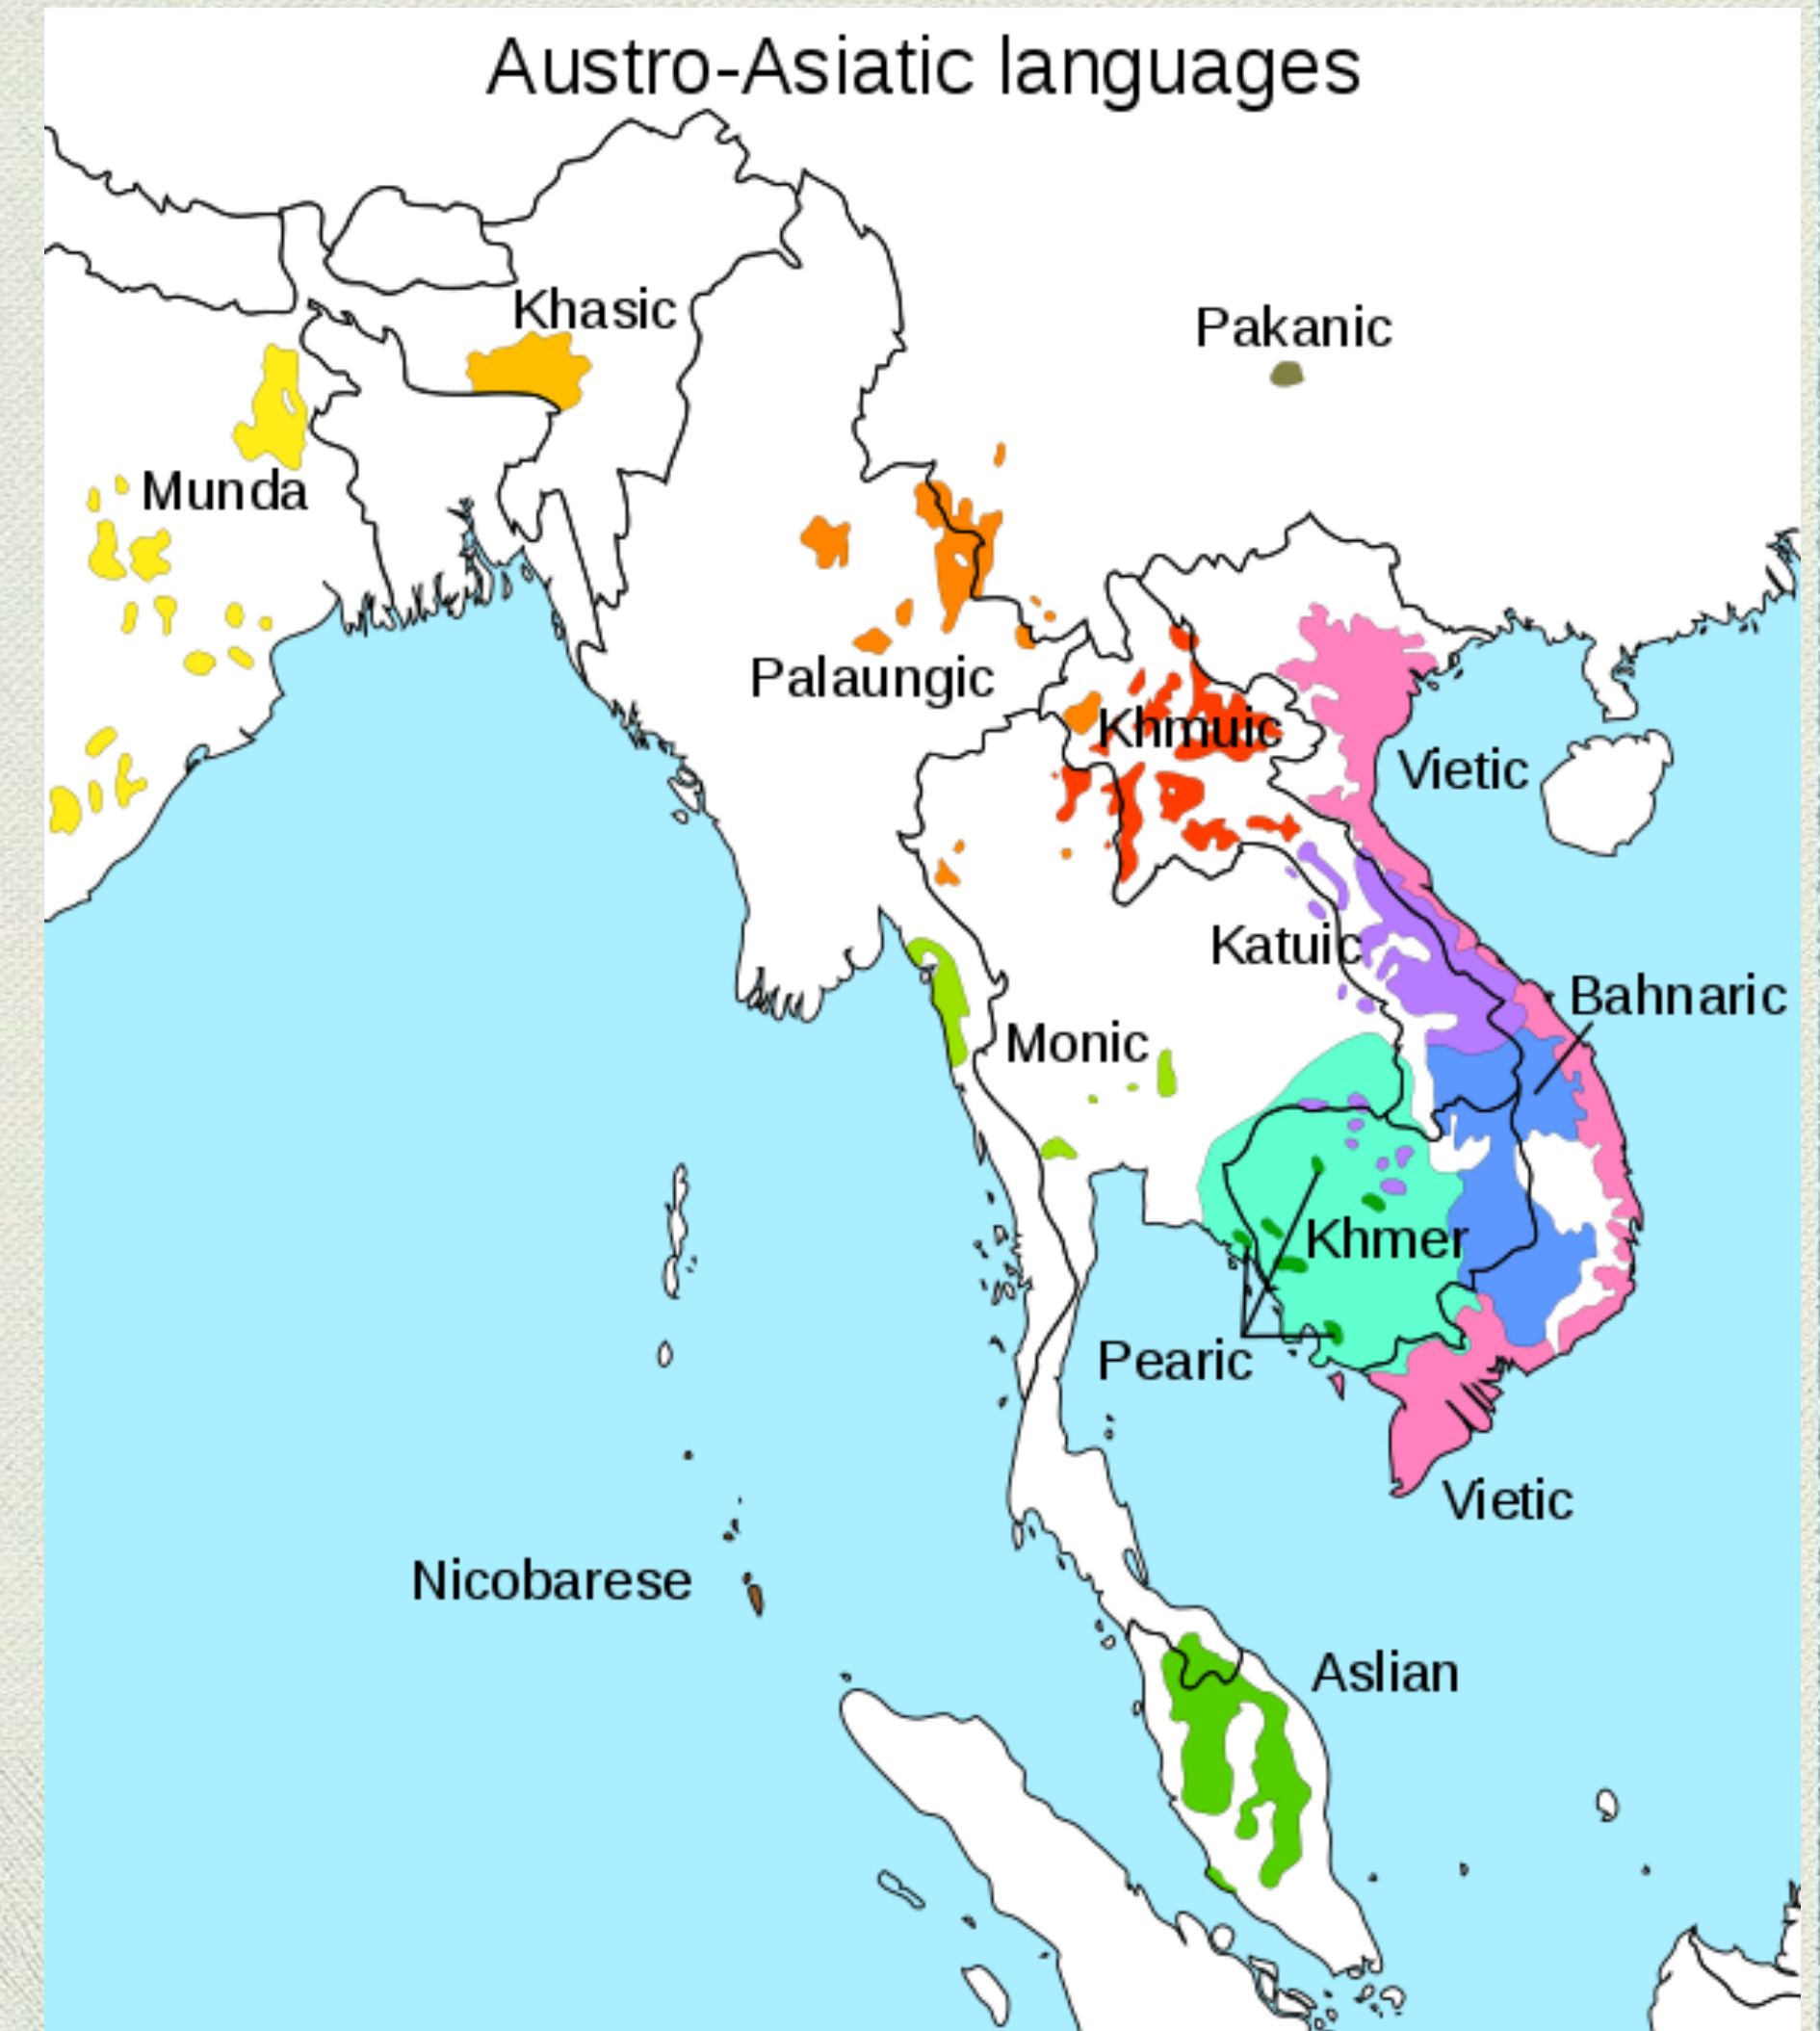 Austro-Asiatic languages
Khasic
Pakanic
Munda
Palaungic
Khmuic
Vietic
Katuic
Bahnaric
Monic
Khmer
Pearic
Vietic
Nicobarese
Aslian